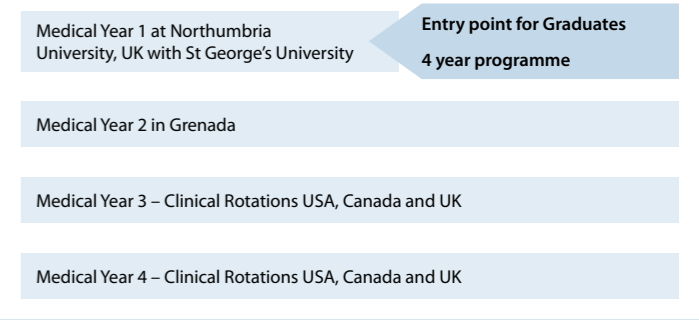 Medical Year 1 at Northumbria
University, UK with St George’s University
Entry point for Graduates
4 year programme
Medical Year 2 in Grenada
Medical Year 3 – Clinical Rotations USA, Canada and UK
Medical Year 4 – Clinical Rotations USA, Canada and UK